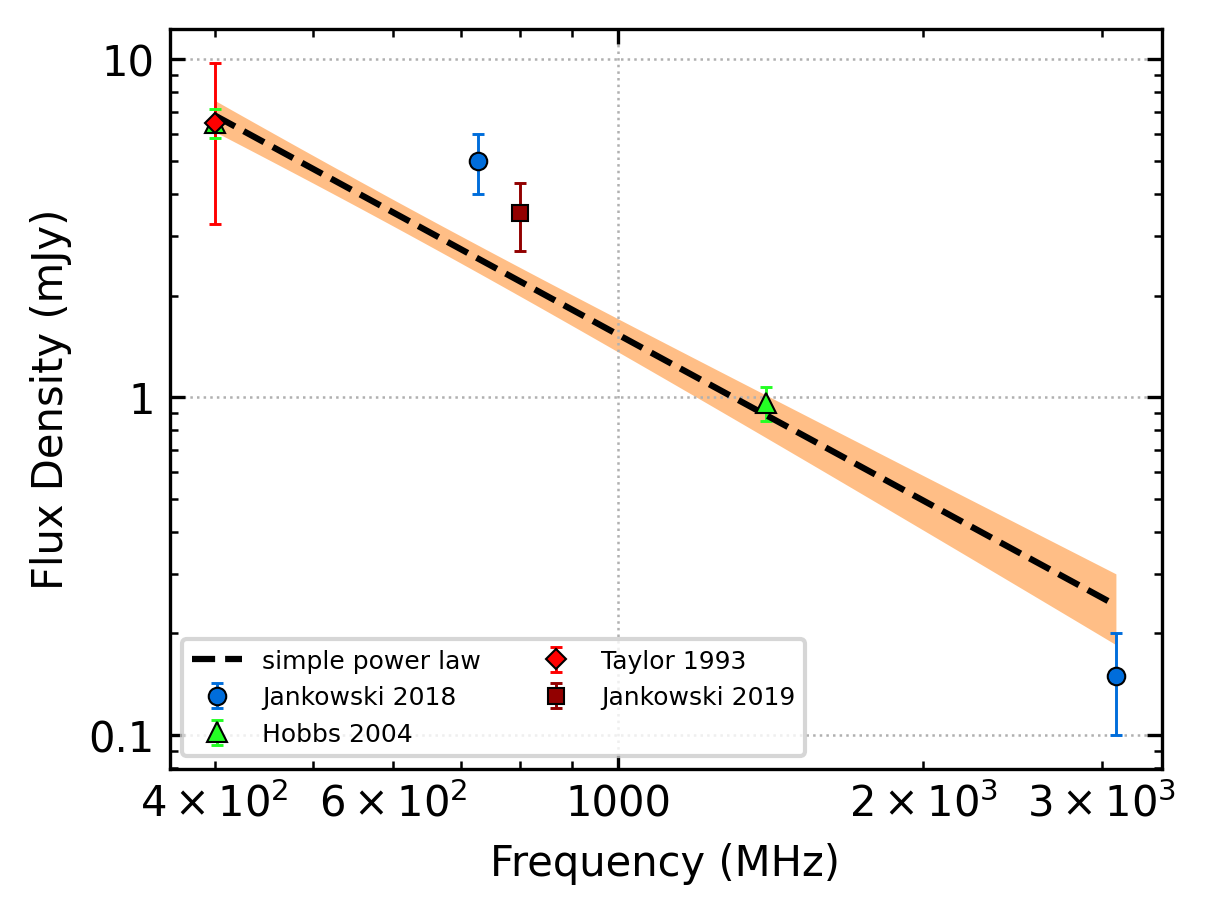 10
1
0.1
Flux Density (mJy)
simple power law
Jankowski 2018
Hobbs 2004
Taylor 1993
Jankowski 2019
4 × 10² 6 × 10² 1000 2 × 10³ 3 × 10³
Frequency (MHz)